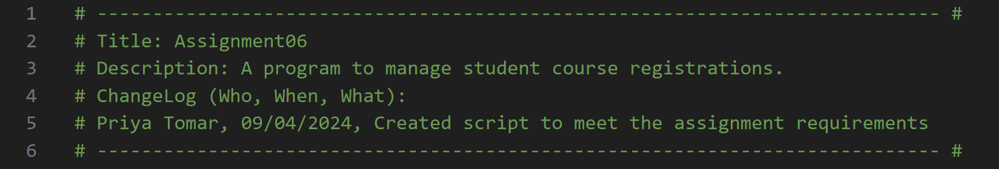 1 # ---------------------------------------------------------------------------- #
2 # Title: Assignment06
3 # Description: A program to manage student course registrations.
4 # ChangeLog (Who, When, What):
5 # Priya Tomar, 09/04/2024, Created script to meet the assignment requirements
6 # ---------------------------------------------------------------------------- #